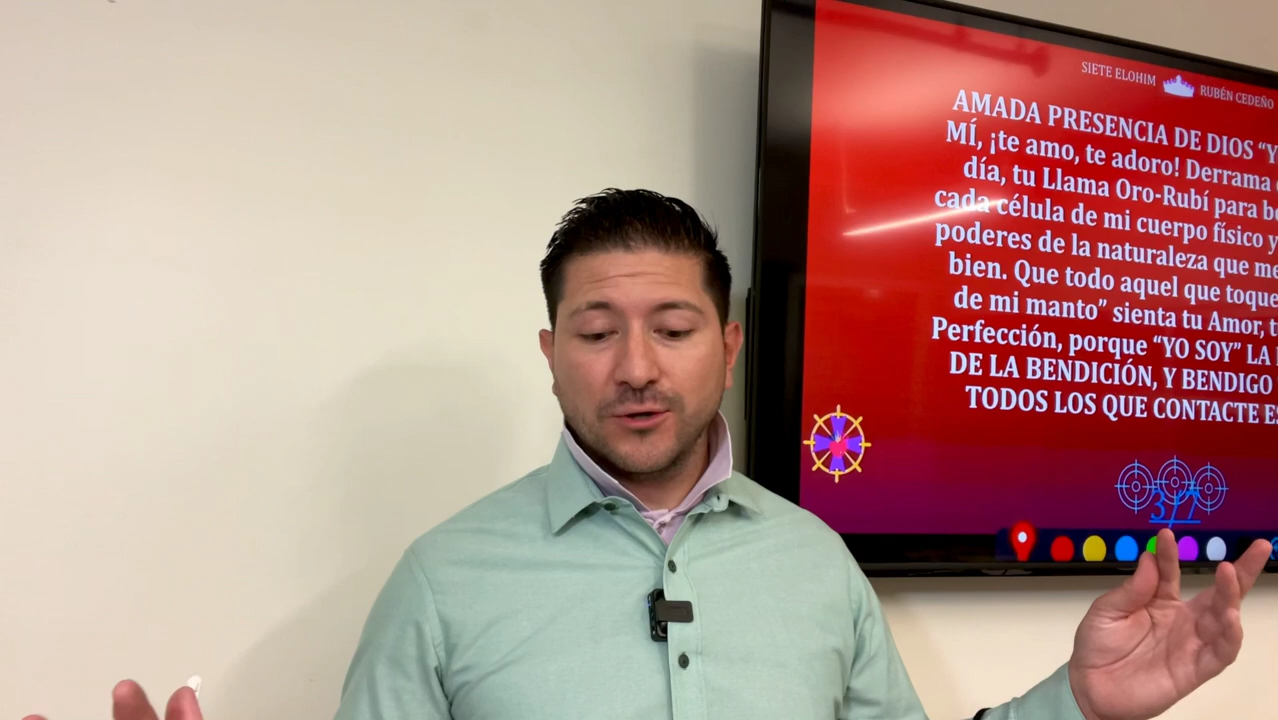 SIETE ELOHIM RUBÉN CEDEÑO
AMADA PRESENCIA DE DIOS
MÍ, ¡te amo, te adoro! Derrama
día, tu Llama Oro-Rubí para
cada célula de mi cuerpo físico y
poderes de la naturaleza que
bien. Que todo aquel que toque
de mi manto” sienta tu Amor,
Perfección, porque “YO SOY” LA
DE LA BENDICIÓN, Y BENDIGO
TODOS LOS QUE CONTACTE
3/7